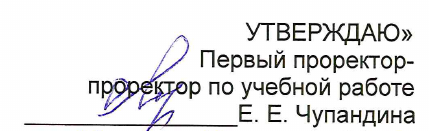 УТВЕРЖДАЮ»
Первый проректор-
проректор по учебной работе
Е. Е. Чупандина